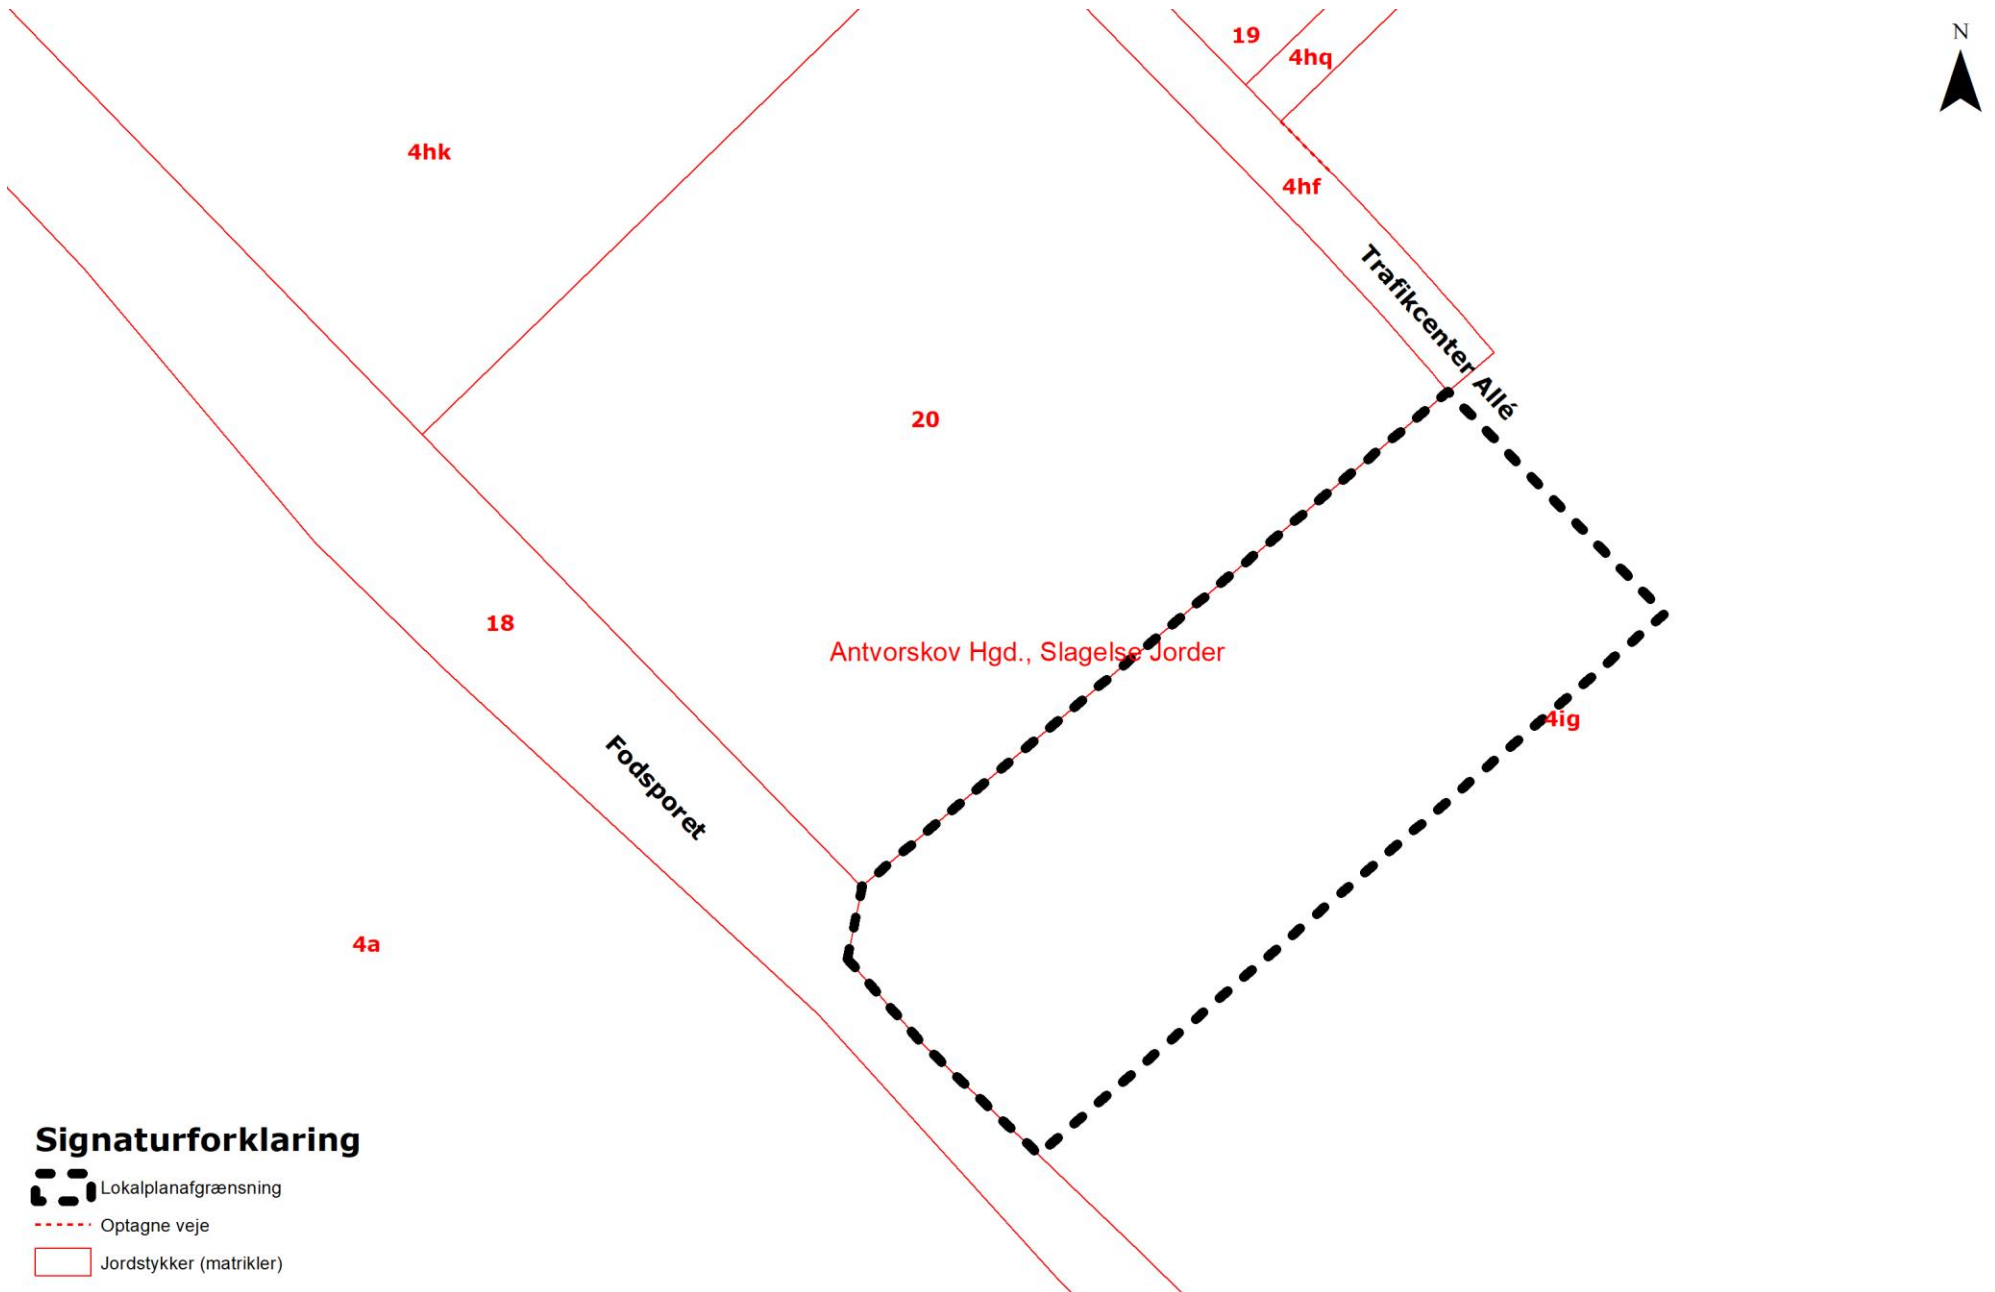 19
N
4hq
4hk
4hf
Trafikcenter Allé
20
18
Antvorskov Hgd., Slagelse Jorder
4ig
Fodsporet
4a
Signaturforklaring
Lokalplanafgrænsning
Optagne veje
Jordstykker (matrikler)